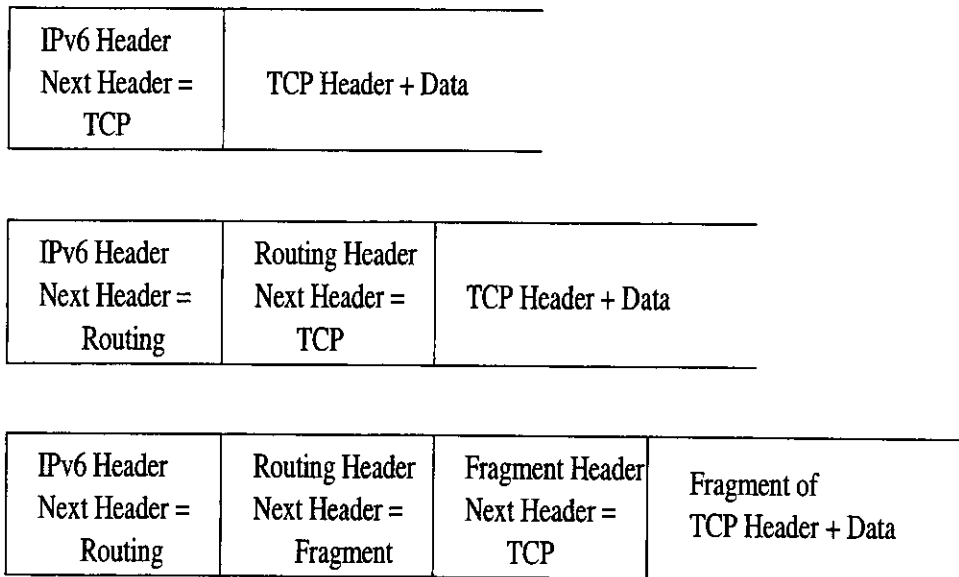 IPv6 Header
Next Header =
TCP
TCP Header + Data
IPv6 Header
Next Header =
Routing
Routing Header
Next Header =
TCP
TCP Header + Data
IPv6 Header
Next Header =
Routing
Routing Header
Next Header =
Fragment
Fragment Header
Next Header =
TCP
Fragment of
TCP Header + Data